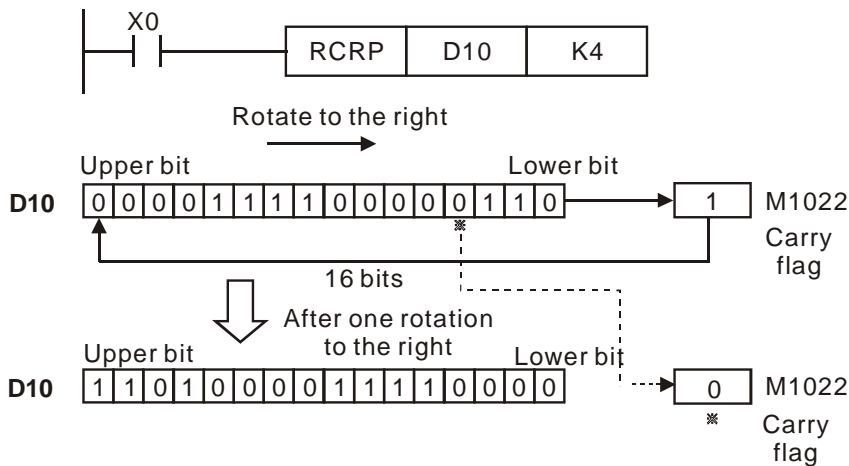 X0
RCRP D10 K4
Rotate to the right
Upper bit Lower bit
D10 0 0 0 0 1 1 1 1 0 0 0 0 0 1 1 0 1 M1022
※
Carry
flag
16 bits
After one rotation
to the right
Upper bit Lower bit
D10 1 1 0 1 0 0 0 0 1 1 1 1 0 0 0 0 0 M1022
※ Carry
flag